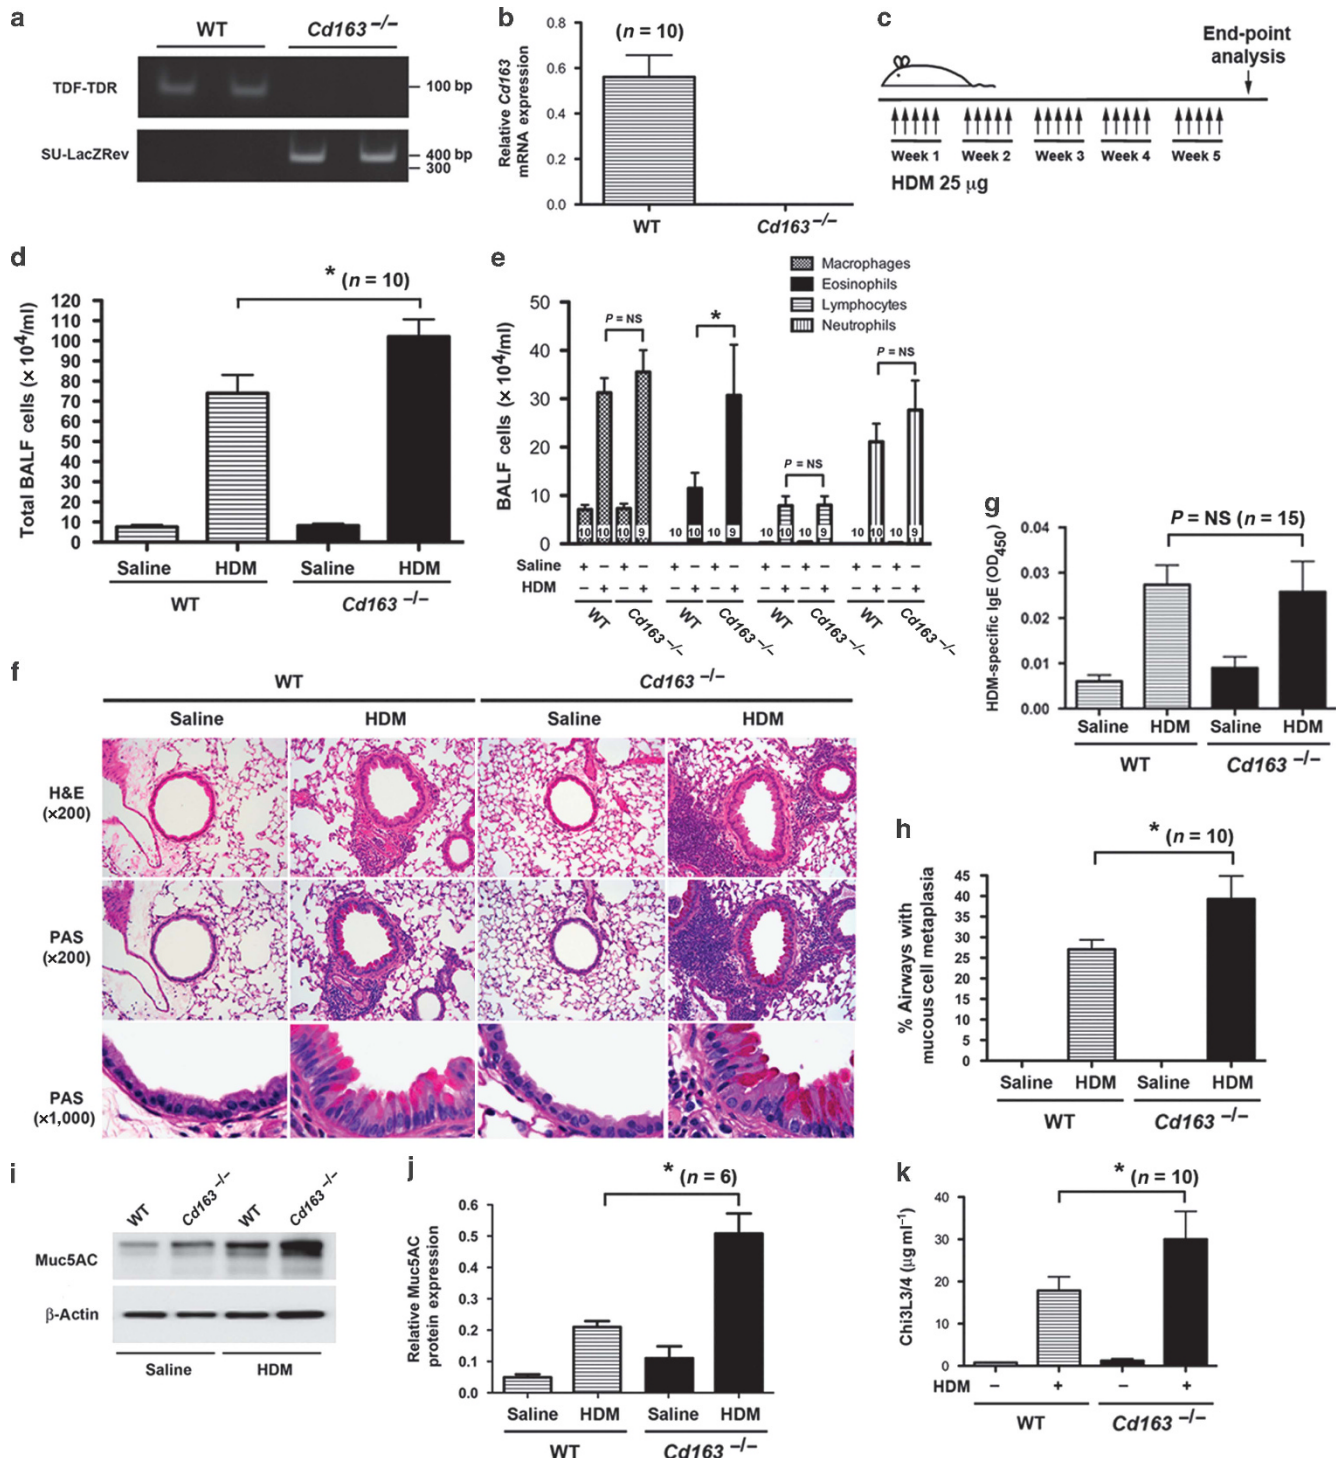 a
WT
Cd163 –/–
TDF-TDR
100 bp
SU-LacZRev
400 bp
300
b
(n = 10)
Relative Cd163
mRNA expression
0.8
0.6
0.4
0.2
0.0
WT
Cd163 –/–
c
End-point
analysis
Week 1
Week 2
Week 3
Week 4
Week 5
HDM 25 μg
d
* (n = 10)
Total BALF cells (× 10⁴/ml)
120
110
100
90
80
70
60
50
40
30
20
10
0
Saline
HDM
Saline
HDM
WT
Cd163 –/–
e
Macrophages
Eosinophils
Lymphocytes
Neutrophils
BALF cells (× 10⁴/ml)
50
40
30
20
10
0
P = NS
*
P = NS
P = NS
10 10 10 9 10 10 10 9 10 10 10 9 10 10 10 9
Saline + – + – + – + – + – + – + – + –
HDM – + – + – + – + – + – + – + – +
WT
Cd163 –/–
WT
Cd163 –/–
WT
Cd163 –/–
WT
Cd163 –/–
g
P = NS (n = 15)
HDM-specific IgE (OD450)
0.04
0.03
0.02
0.01
0.00
Saline
HDM
Saline
HDM
WT
Cd163 –/–
f
WT
Cd163 –/–
Saline
HDM
Saline
HDM
H&E
(×200)
PAS
(×200)
PAS
(×1,000)
h
* (n = 10)
% Airways with
mucous cell metaplasia
45
40
35
30
25
20
15
10
5
0
Saline
HDM
Saline
HDM
WT
Cd163 –/–
i
WT
Cd163 –/–
WT
Cd163 –/–
Muc5AC
β-Actin
Saline
HDM
j
* (n = 6)
Relative Muc5AC
protein expression
0.6
0.5
0.4
0.3
0.2
0.1
0.0
Saline
HDM
Saline
HDM
WT
Cd163 –/–
k
* (n = 10)
Chi3L3/4 (μg ml⁻¹)
40
30
20
10
0
HDM – + – +
WT
Cd163 –/–